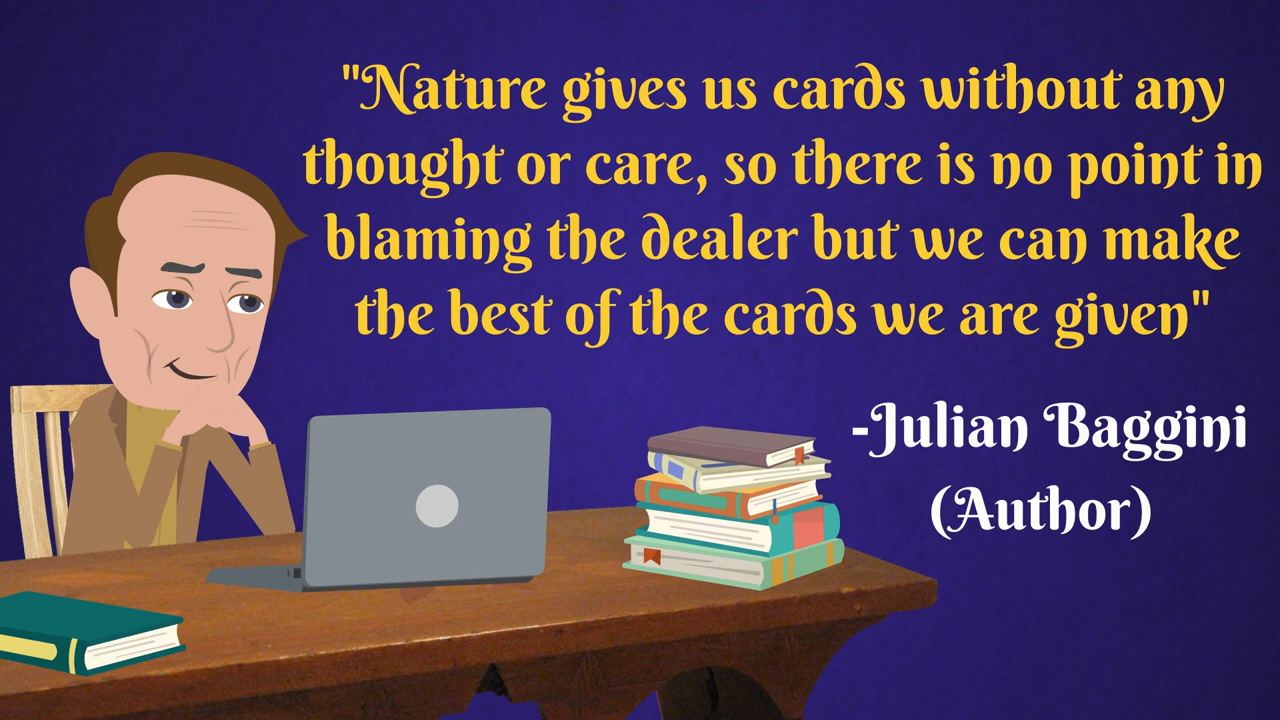 "Nature gives us cards without any
thought or care, so there is no point in
blaming the dealer but we can make
the best of the cards we are given"
-Julian Baggini
(Author)